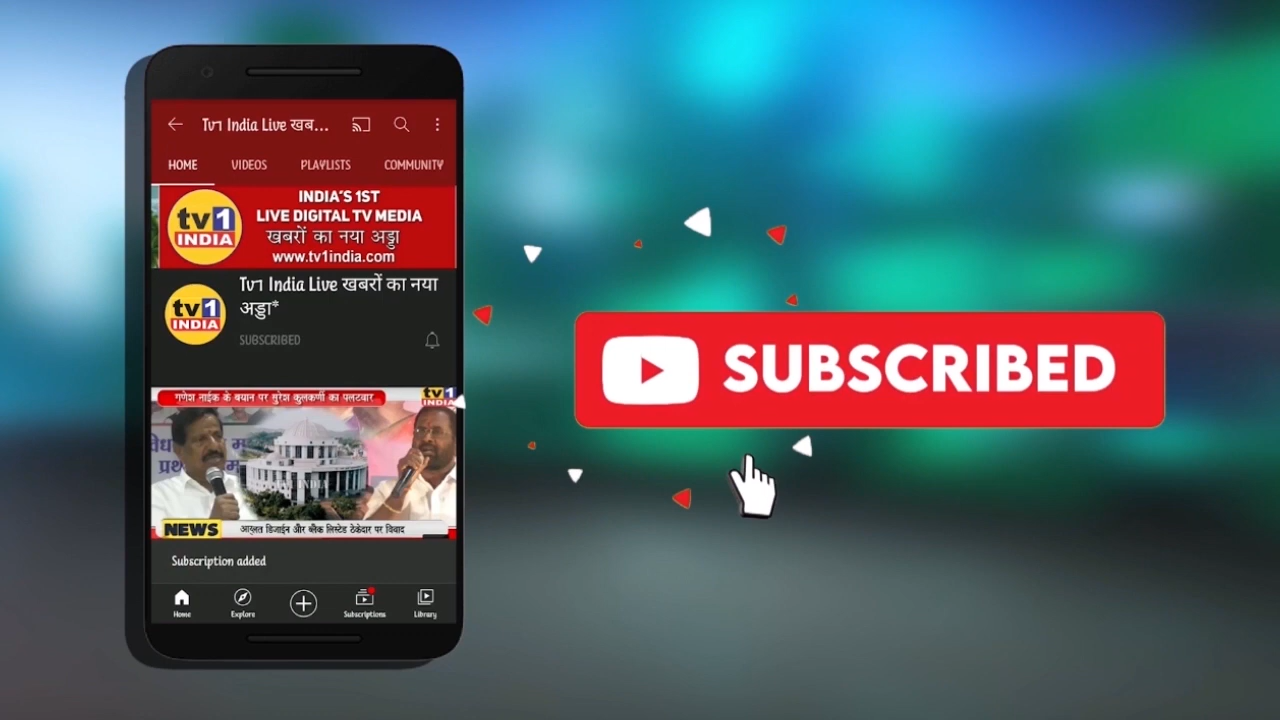 Tv1 India Live खब...
HOME VIDEOS PLAYLISTS COMMUNITY
tv1
INDIA
INDIA'S 1ST
LIVE DIGITAL TV MEDIA
खबरों का नया अड्डा
www.tv1india.com
tv1
INDIA
Tv1 India Live खबरों का नया
अड्डा*
SUBSCRIBED
गणेश नाईक के बयान पर सुरेश कुलकर्णी का पलटवार
tv1
INDIA
NEWS
आयलत डिजाईन और ब्लैक लिस्टेड ठेकेदार पर विवाद
Subscription added
Home Explore Subscriptions Library
SUBSCRIBED